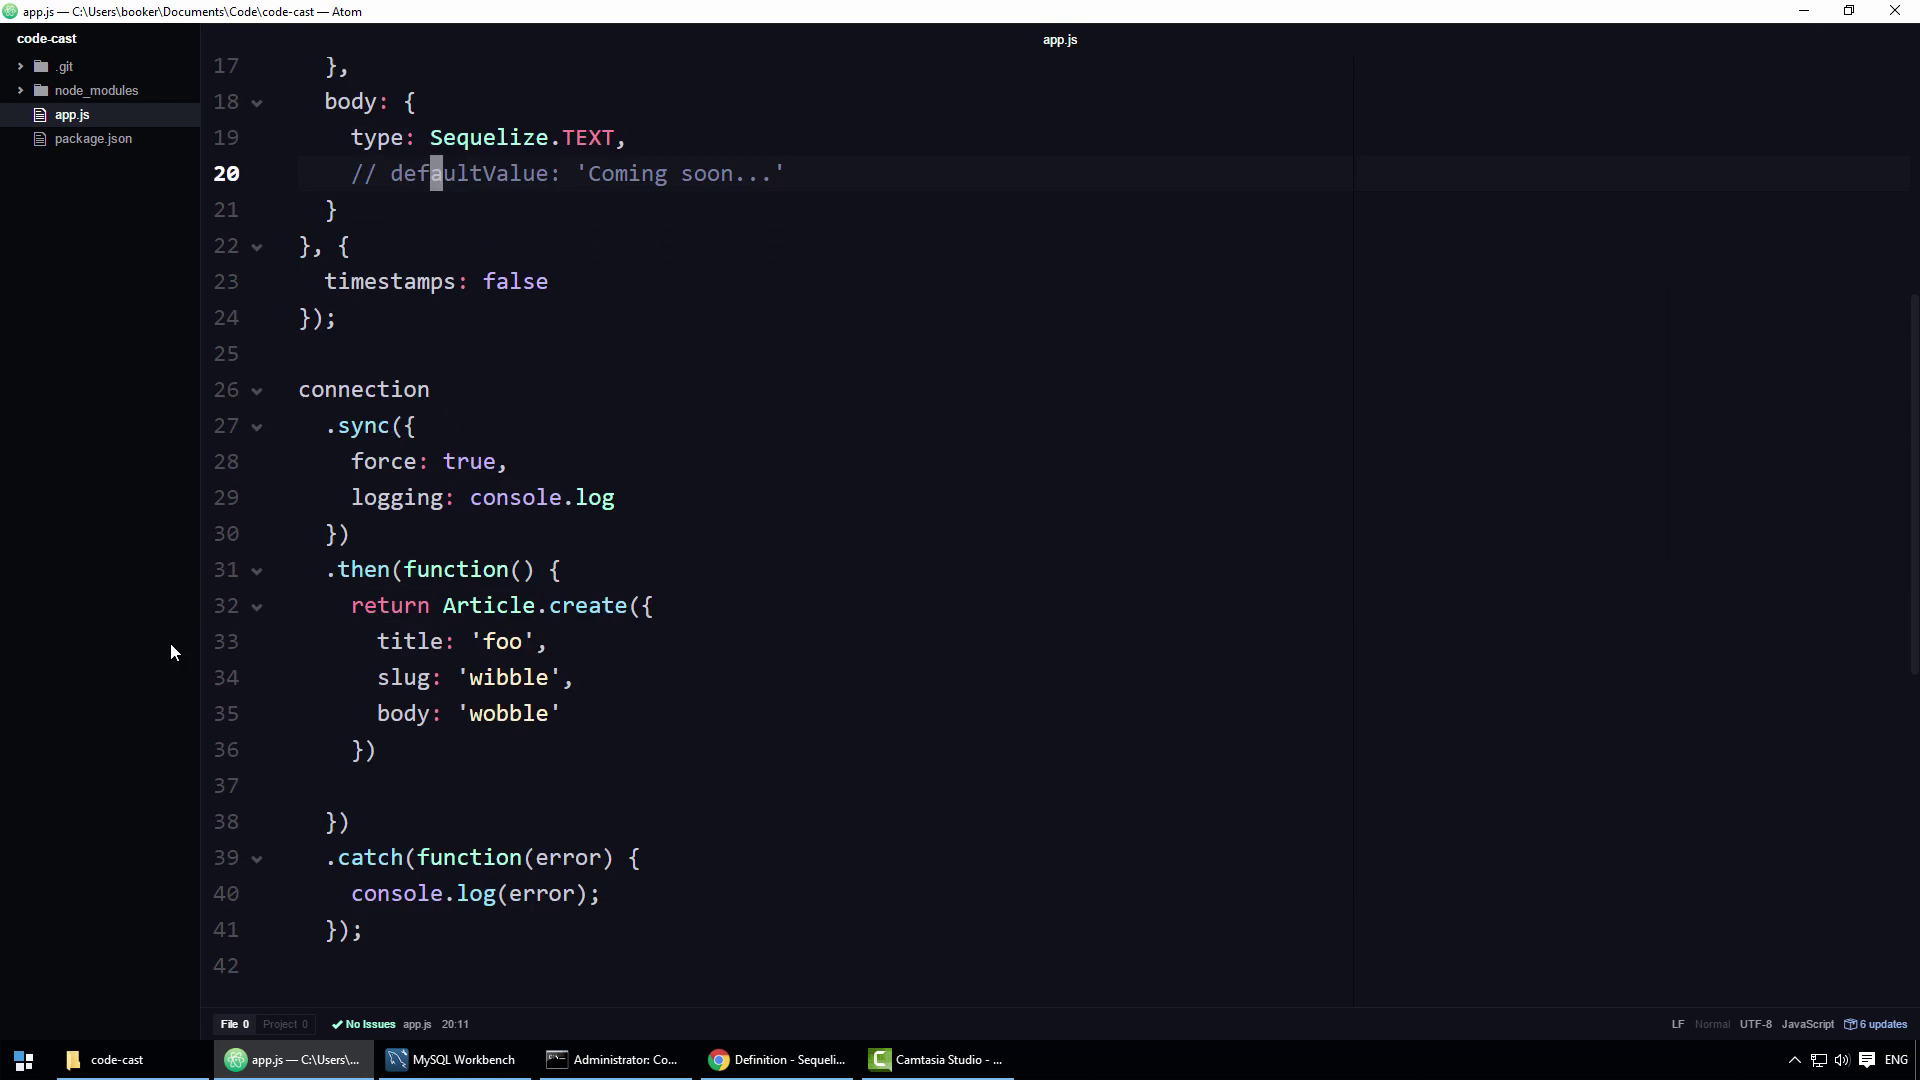 app.js — C:\Users\booker\Documents\Code\code-cast — Atom
code-cast
.git
node_modules
app.js
package.json
app.js
17 },
18 body: {
19 type: Sequelize.TEXT,
20 // defaultValue: 'Coming soon...'
21 }
22 }, {
23 timestamps: false
24 });
25
26 connection
27 .sync({
28 force: true,
29 logging: console.log
30 })
31 .then(function() {
32 return Article.create({
33 title: 'foo',
34 slug: 'wibble',
35 body: 'wobble'
36 })
37
38 })
39 .catch(function(error) {
40 console.log(error);
41 });
42
File 0 Project 0 No Issues app.js 20:11 LF Normal UTF-8 JavaScript 6 updates
code-cast app.js — C:\Users\... MySQL Workbench Administrator: Co... Definition - Sequeli... Camtasia Studio - ... ENG